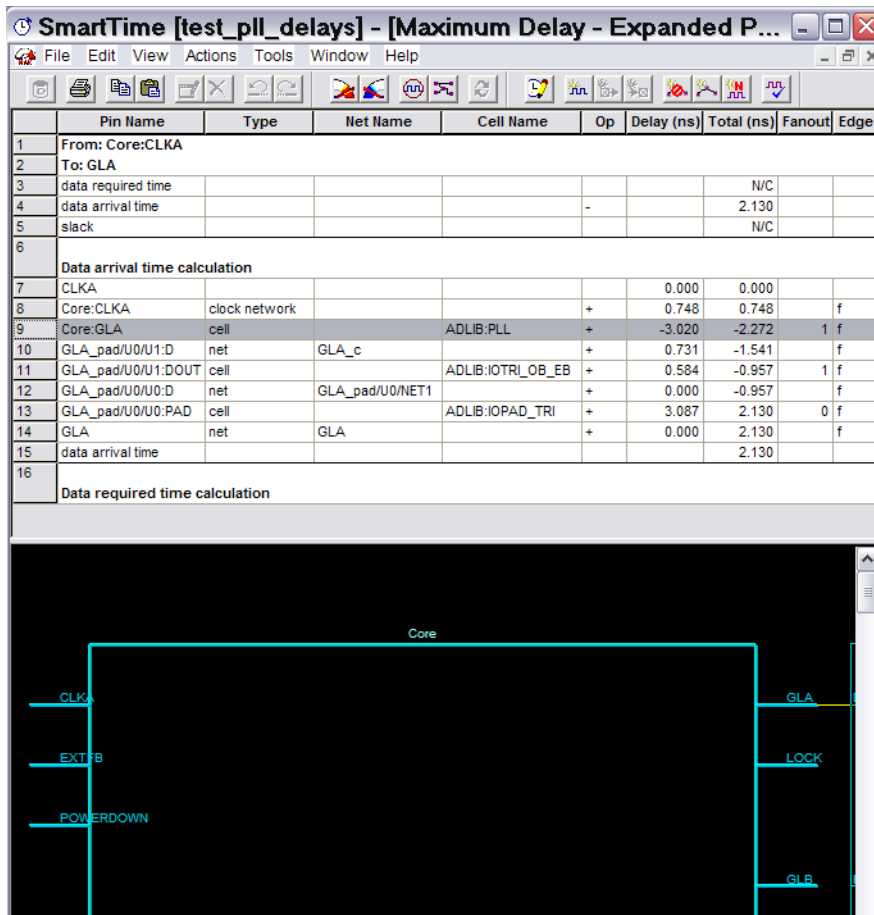 SmartTime [test_pll_delays] - [Maximum Delay - Expanded P...
File Edit View Actions Tools Window Help
Pin Name Type Net Name Cell Name Op Delay (ns) Total (ns) Fanout Edge
1 From: Core:CLKA
2 To: GLA
3 data required time N/C
4 data arrival time - 2.130
5 slack N/C
6
Data arrival time calculation
7 CLKA 0.000 0.000
8 Core:CLKA clock network + 0.748 0.748 f
9 Core:GLA cell ADLIB:PLL + -3.020 -2.272 1 f
10 GLA_pad/U0/U1:D net GLA_c + 0.731 -1.541 f
11 GLA_pad/U0/U1:DOUT cell ADLIB:IOTRI_OB_EB + 0.584 -0.957 1 f
12 GLA_pad/U0/U0:D net GLA_pad/U0/NET1 + 0.000 -0.957 f
13 GLA_pad/U0/U0:PAD cell ADLIB:IOPAD_TRI + 3.087 2.130 0 f
14 GLA net GLA + 0.000 2.130 f
15 data arrival time 2.130
16
Data required time calculation
Core
CLKA GLA
EXTFB LOCK
POWERDOWN
GLB